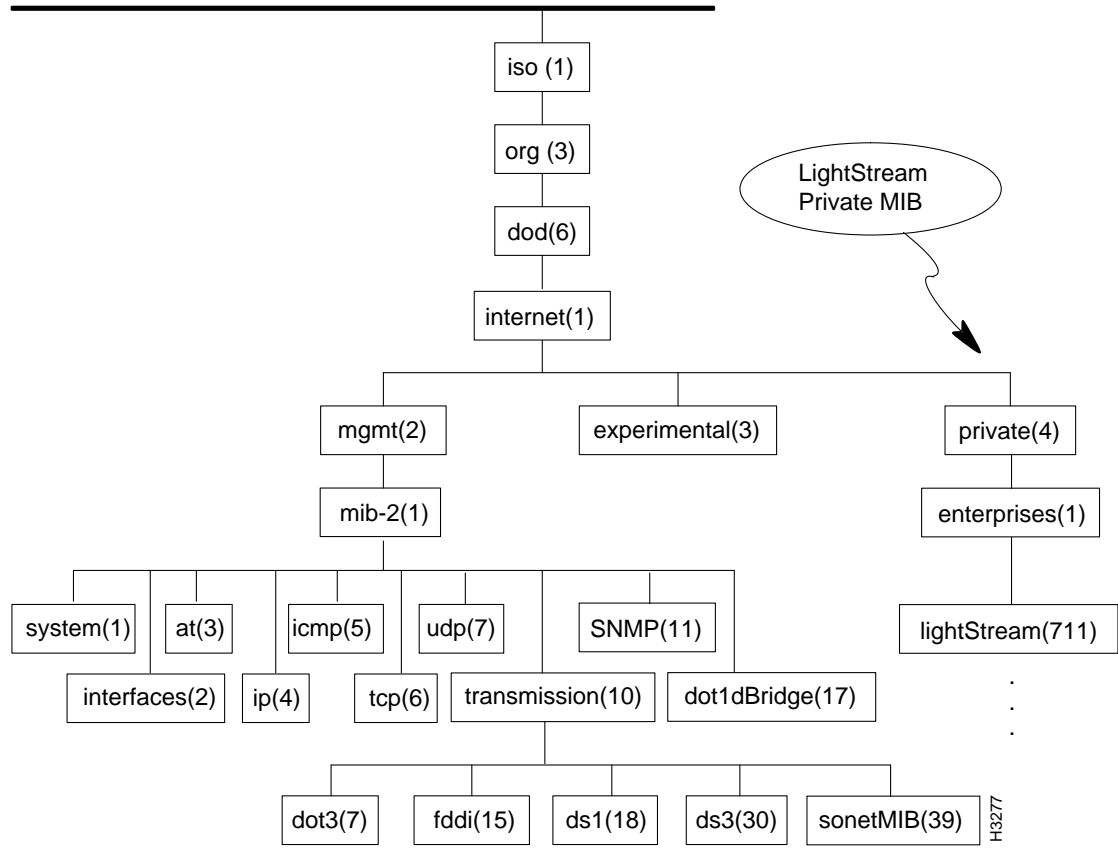 iso (1)
org (3)
LightStream
Private MIB
dod(6)
internet(1)
mgmt(2)
experimental(3)
private(4)
mib-2(1)
enterprises(1)
system(1)
at(3)
icmp(5)
udp(7)
SNMP(11)
lightStream(711)
interfaces(2)
ip(4)
tcp(6)
transmission(10)
dot1dBridge(17)
.
.
.
dot3(7)
fddi(15)
ds1(18)
ds3(30)
sonetMIB(39)
H3277